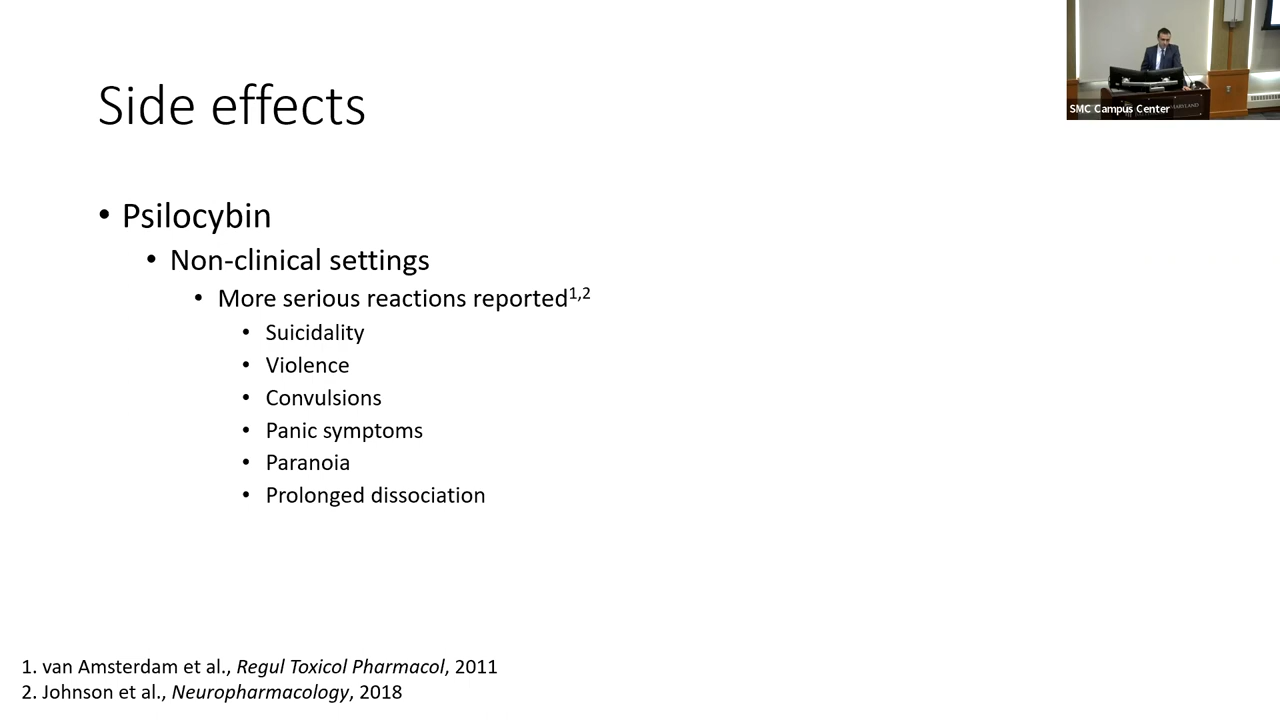 Side effects
SMC Campus Center
MARYLAND
• Psilocybin
• Non-clinical settings
• More serious reactions reported1,2
• Suicidality
• Violence
• Convulsions
• Panic symptoms
• Paranoia
• Prolonged dissociation
1. van Amsterdam et al., Regul Toxicol Pharmacol, 2011
2. Johnson et al., Neuropharmacology, 2018